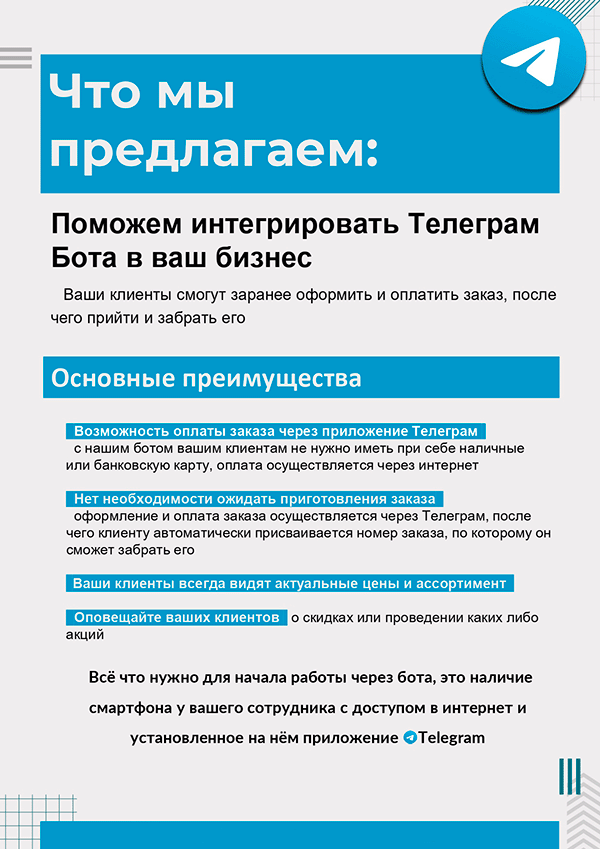 Что мы
предлагаем:
Поможем интегрировать Телеграм
Бота в ваш бизнес
Ваши клиенты смогут заранее оформить и оплатить заказ, после
чего прийти и забрать его
Основные преимущества
Возможность оплаты заказа через приложение Телеграм
с нашим ботом вашим клиентам не нужно иметь при себе наличные
или банковскую карту, оплата осуществляется через интернет
Нет необходимости ожидать приготовления заказа
оформление и оплата заказа осуществляется через Телеграм, после
чего клиенту автоматически присваивается номер заказа, по которому он
сможет забрать его
Ваши клиенты всегда видят актуальные цены и ассортимент
Оповещайте ваших клиентов о скидках или проведении каких либо
акций
Всё что нужно для начала работы через бота, это наличие
смартфона у вашего сотрудника с доступом в интернет и
установленное на нём приложение Telegram